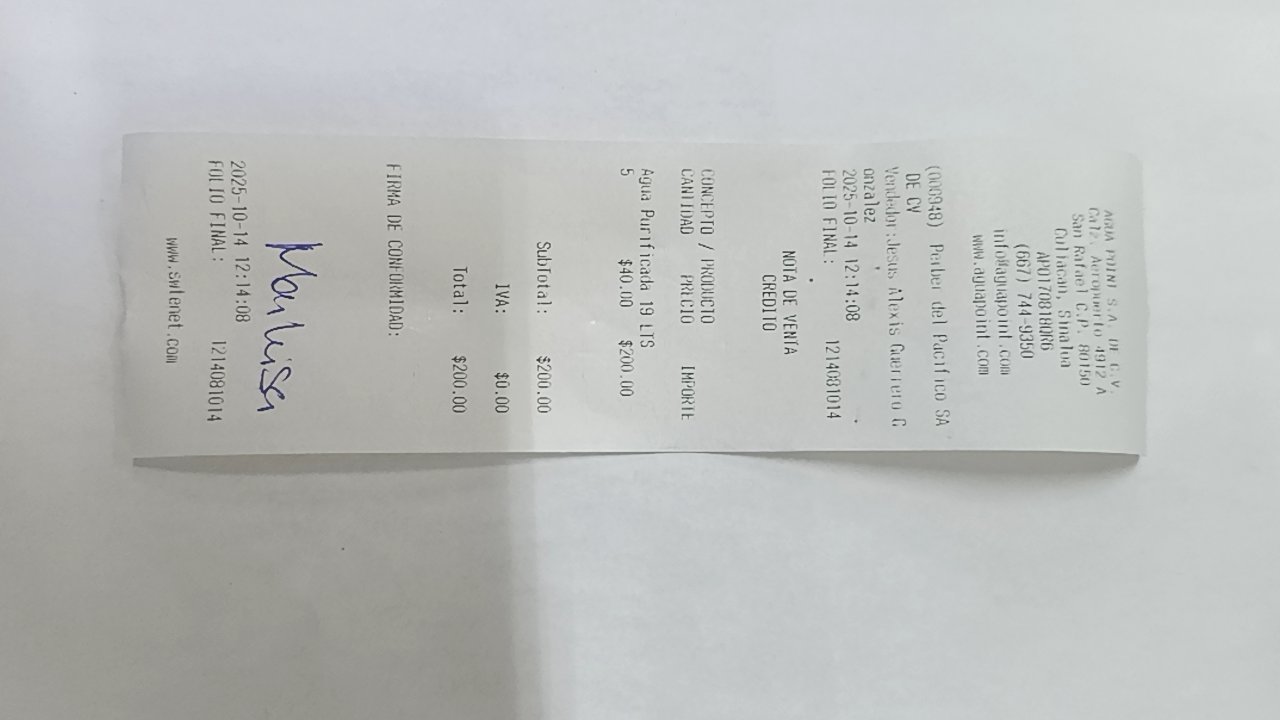 AGUA POINT S.A. DE C.V.
Calz. Aeropuerto 4912 A
San Rafael C.P. 80150
Culiacan, Sinaloa
APO170818QR6
(667) 744-9350
info@aguapoint.com
www.aguapoint.com
(000948) Perber del Pacifico SA
DE CV
Vendedor:Jesus Alexis Guerrero G
onzalez
2025-10-14 12:14:08
FOLIO FINAL: 1214081014
NOTA DE VENTA
CREDITO
CONCEPTO / PRODUCTO
CANTIDAD PRECIO IMPORTE
Agua Purificada 19 LTS
5 $40.00 $200.00
SubTotal: $200.00
IVA: $0.00
Total: $200.00
FIRMA DE CONFORMIDAD:
2025-10-14 12:14:08
FOLIO FINAL: 1214081014
www.swtenet.com